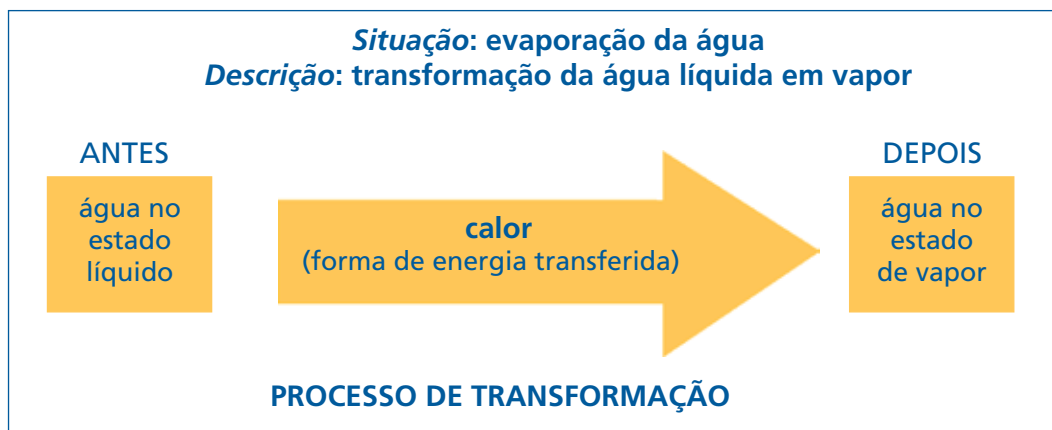 Situação: evaporação da água
Descrição: transformação da água líquida em vapor
ANTES
água no
estado
líquido
calor
(forma de energia transferida)
DEPOIS
água no
estado
de vapor
PROCESSO DE TRANSFORMAÇÃO